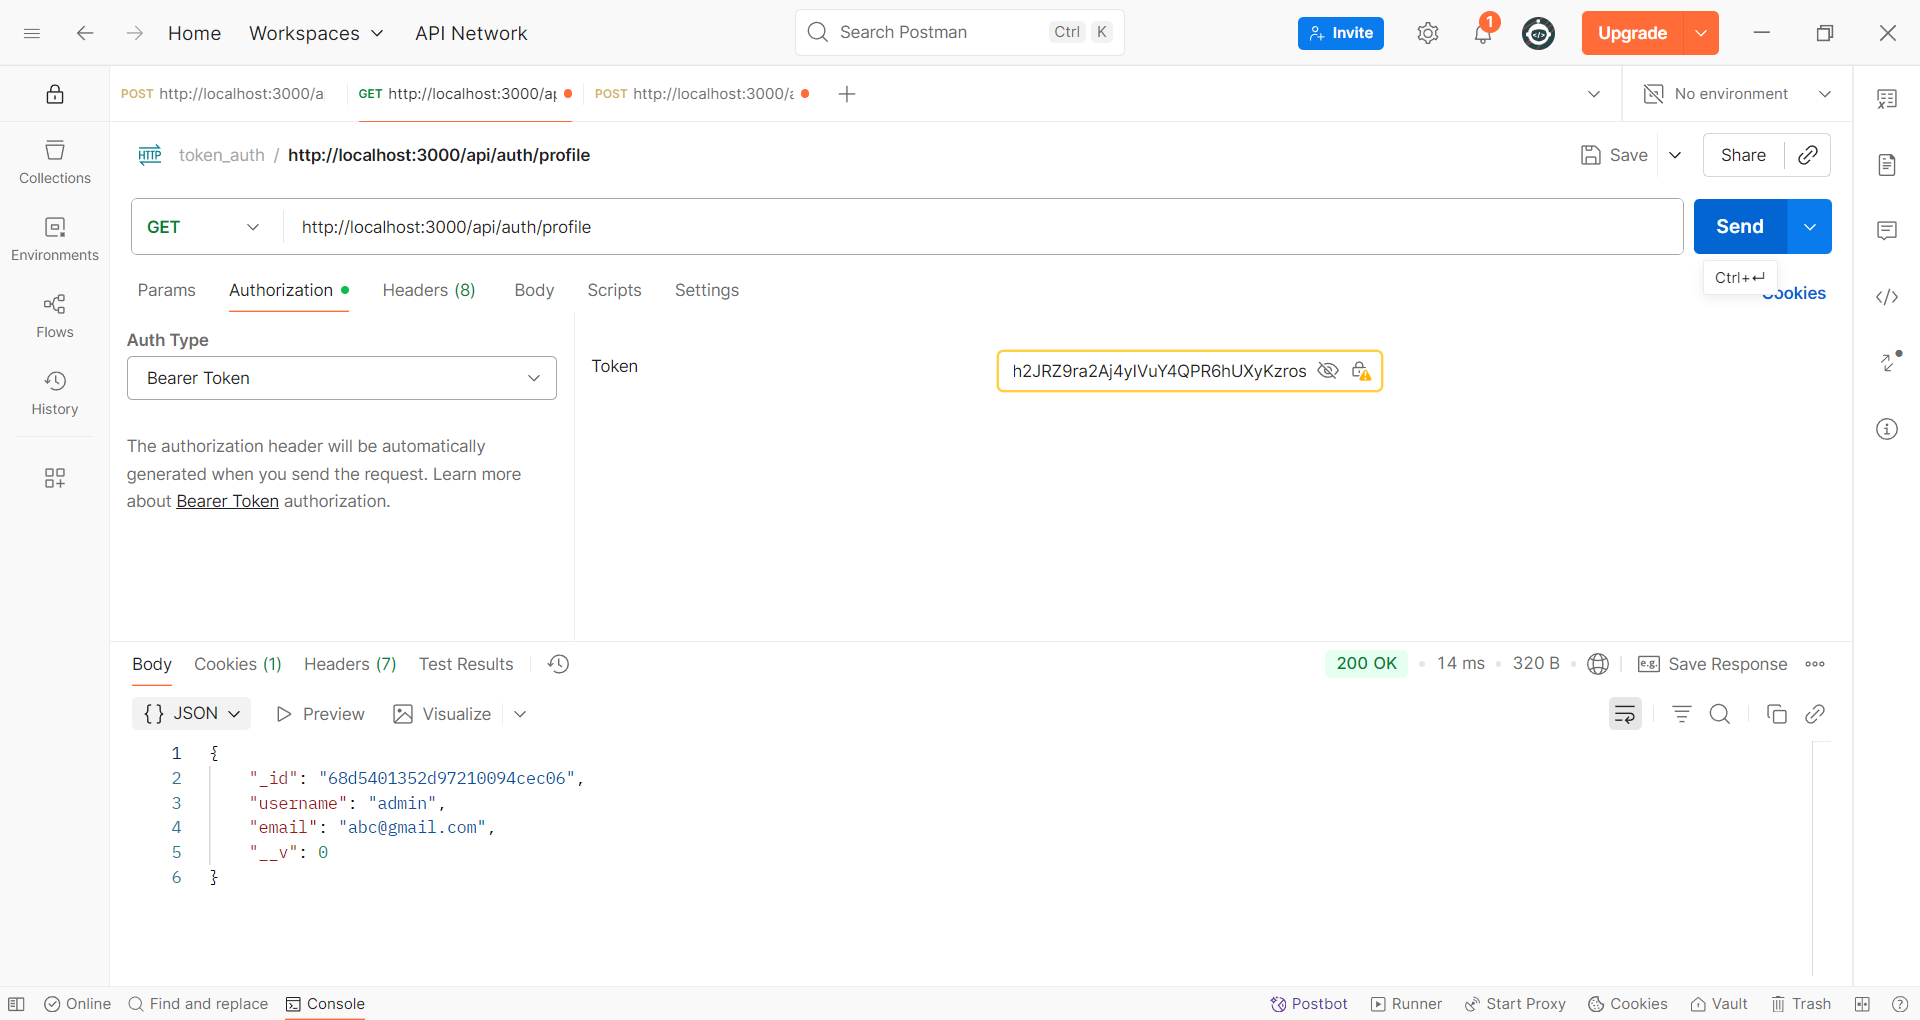 Home Workspaces API Network Search Postman Ctrl K Invite 1 Upgrade
POST http://localhost:3000/a GET http://localhost:3000/ap POST http://localhost:3000/a No environment
HTTP token_auth / http://localhost:3000/api/auth/profile Save Share
Collections
Environments
Flows
History
GET http://localhost:3000/api/auth/profile Send
Ctrl+↵
Params Authorization Headers (8) Body Scripts Settings Cookies
Auth Type
Bearer Token
Token h2JRZ9ra2Aj4yIVuY4QPR6hUXyKzros
The authorization header will be automatically
generated when you send the request. Learn more
about Bearer Token authorization.
Body Cookies (1) Headers (7) Test Results 200 OK • 14 ms • 320 B • e.g. Save Response
{} JSON Preview Visualize
1 {
2 "_id": "68d5401352d97210094cec06",
3 "username": "admin",
4 "email": "abc@gmail.com",
5 "__v": 0
6 }
Online Find and replace Console Postbot Runner Start Proxy Cookies Vault Trash